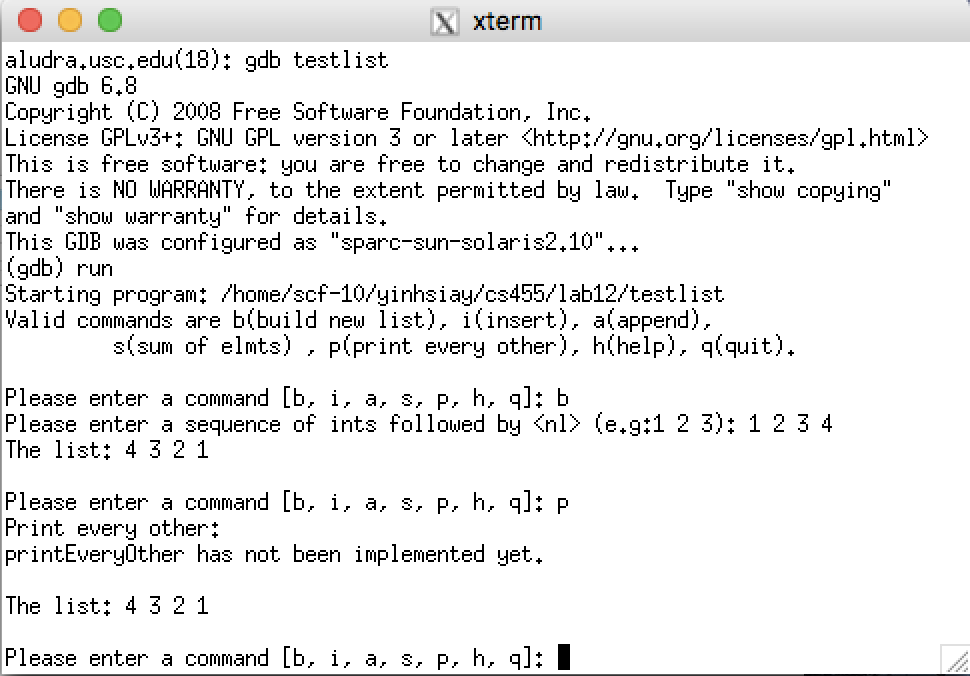 xterm
aludra.usc.edu(18): gdb testlist
GNU gdb 6.8
Copyright (C) 2008 Free Software Foundation, Inc.
License GPLv3+: GNU GPL version 3 or later <http://gnu.org/licenses/gpl.html>
This is free software: you are free to change and redistribute it.
There is NO WARRANTY, to the extent permitted by law.  Type "show copying"
and "show warranty" for details.
This GDB was configured as "sparc-sun-solaris2.10"...
(gdb) run
Starting program: /home/scf-10/yinhsiay/cs455/lab12/testlist
Valid commands are b(build new list), i(insert), a(append),
         s(sum of elmts) , p(print every other), h(help), q(quit).
Please enter a command [b, i, a, s, p, h, q]: b
Please enter a sequence of ints followed by <nl> (e.g:1 2 3): 1 2 3 4
The list: 4 3 2 1
Please enter a command [b, i, a, s, p, h, q]: p
Print every other:
printEveryOther has not been implemented yet.
The list: 4 3 2 1
Please enter a command [b, i, a, s, p, h, q]: